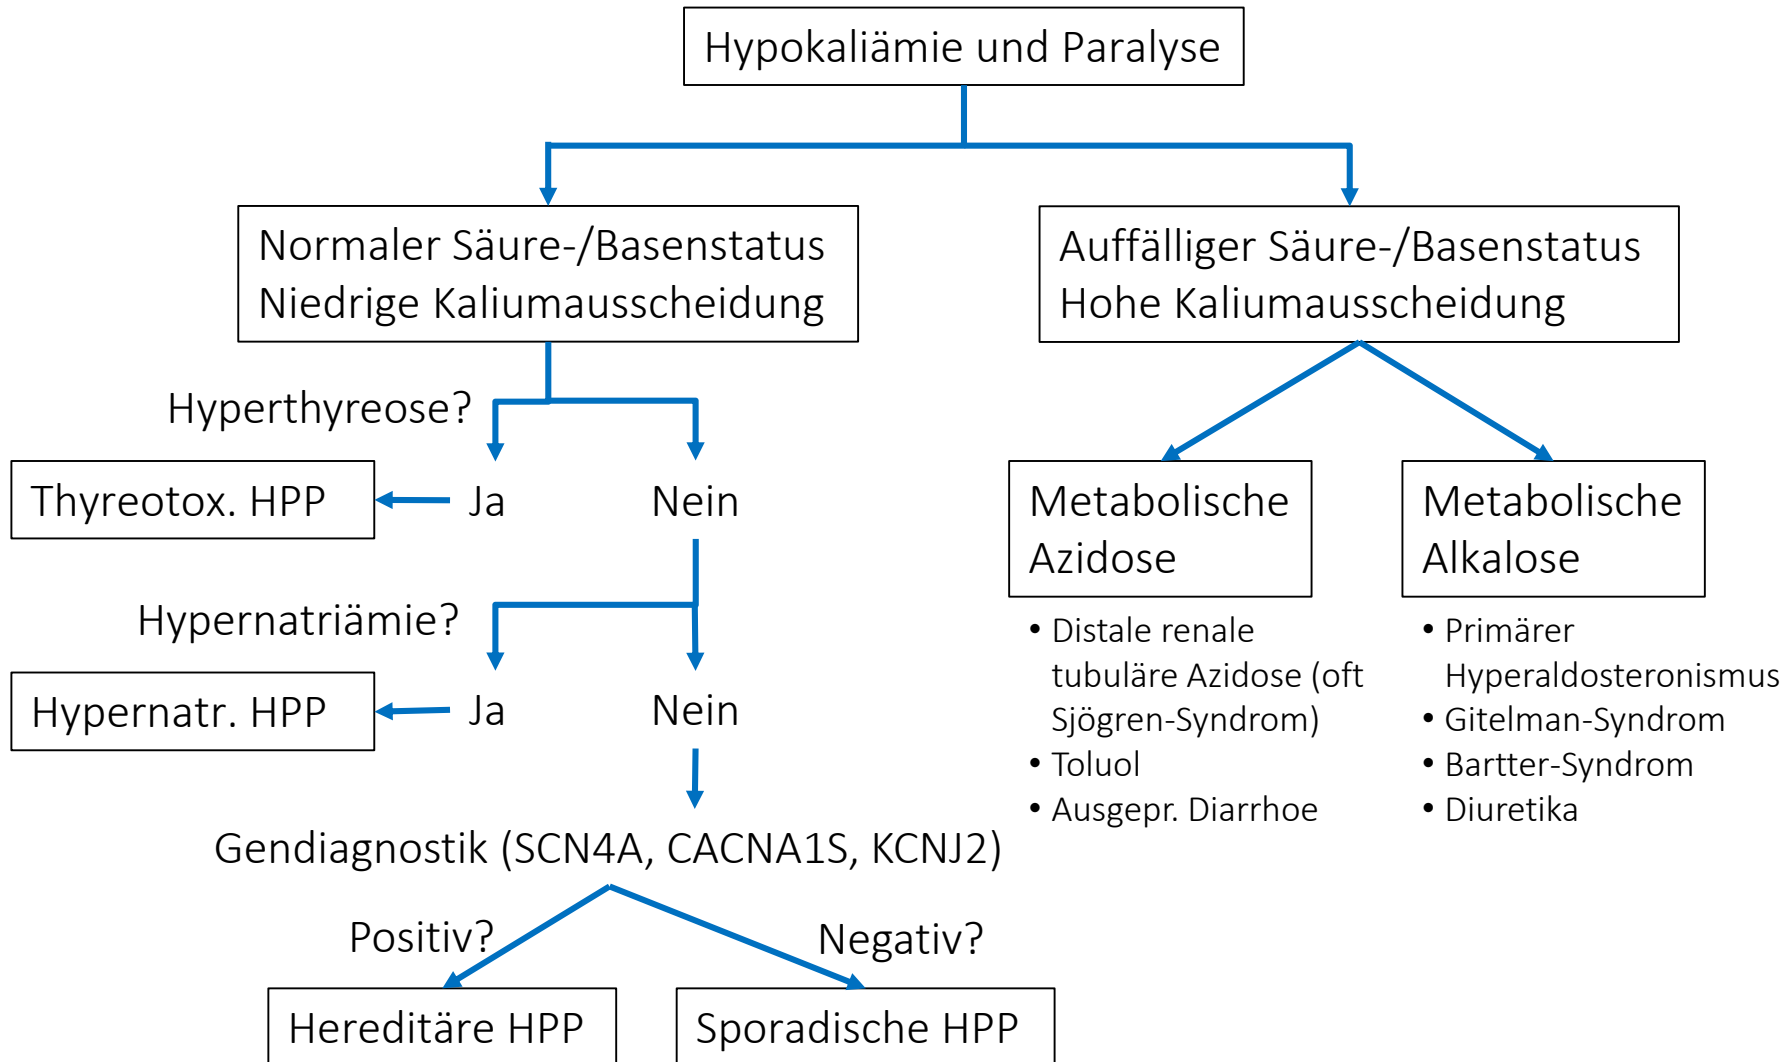 Hypokaliämie und Paralyse
Normaler Säure-/Basenstatus
Niedrige Kaliumausscheidung
Auffälliger Säure-/Basenstatus
Hohe Kaliumausscheidung
Hyperthyreose?
Thyreotox. HPP
Ja
Nein
Hypernatriämie?
Hypernatr. HPP
Ja
Nein
Gendiagnostik (SCN4A, CACNA1S, KCNJ2)
Positiv?
Negativ?
Hereditäre HPP
Sporadische HPP
Metabolische
Azidose
• Distale renale
tubuläre Azidose (oft
Sjögren-Syndrom)
• Toluol
• Ausgepr. Diarrhoe
Metabolische
Alkalose
• Primärer
Hyperaldosteronismus
• Gitelman-Syndrom
• Bartter-Syndrom
• Diuretika